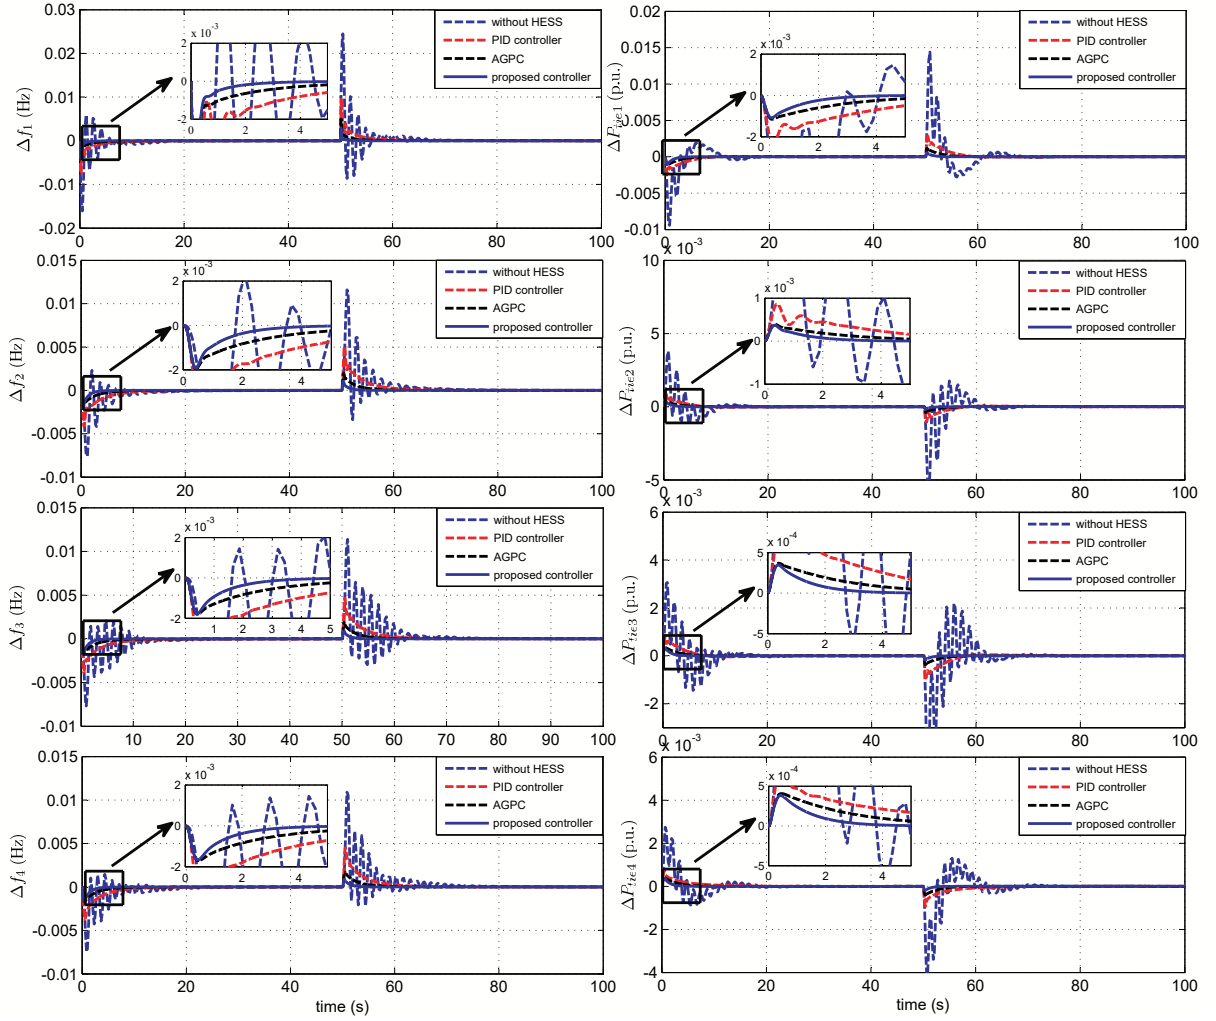 0.03
0.02
0.01
0
-0.01
-0.02
0 20 40 60 80 100
Δf1 (Hz)
x 10-3
2
0
-2
0 2 4
without HESS
PID controller
AGPC
proposed controller
0.02
0.015
0.01
0.005
0
-0.005
-0.01
0 20 40 60 80 100
ΔPtie1 (p.u.)
x 10-3
2
0
-2
0 2 4
without HESS
PID controller
AGPC
proposed controller
0.015
0.01
0.005
0
-0.005
-0.01
0 20 40 60 80 100
Δf2 (Hz)
x 10-3
2
0
-2
0 2 4
without HESS
PID controller
AGPC
proposed controller
x 10-3
10
5
0
-5
0 20 40 60 80 100
ΔPtie2 (p.u.)
x 10-3
1
0
-1
0 2 4
without HESS
PID controller
AGPC
proposed controller
0.015
0.01
0.005
0
-0.005
-0.01
10 20 30 40 50 60 70 80 90 100
Δf3 (Hz)
x 10-3
2
0
-2
1 2 3 4 5
without HESS
PID controller
AGPC
proposed controller
x 10-3
6
4
2
0
-2
0 20 40 60 80 100
ΔPtie3 (p.u.)
x 10-4
5
0
-5
0 2 4
without HESS
PID controller
AGPC
proposed controller
0.015
0.01
0.005
0
-0.005
-0.01
0 20 40 60 80 100
Δf4 (Hz)
time (s)
x 10-3
2
0
-2
0 2 4
without HESS
PID controller
AGPC
proposed controller
x 10-3
6
4
2
0
-2
-4
0 20 40 60 80 100
ΔPtie4 (p.u.)
time (s)
x 10-4
5
0
-5
0 2 4
without HESS
PID controller
AGPC
proposed controller